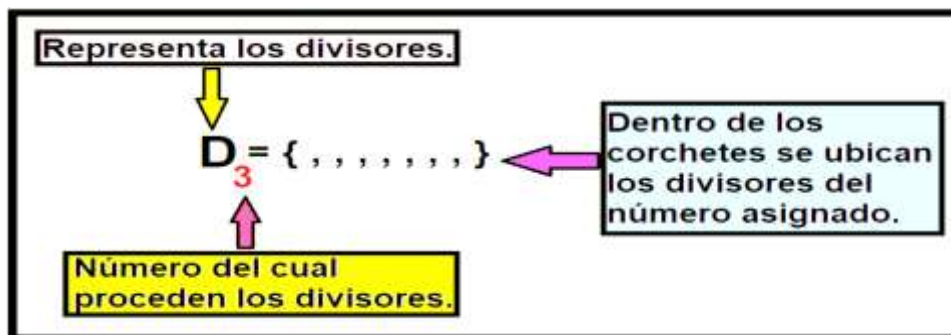 Representa los divisores.
D₃ = { , , , , , , , }
Dentro de los
corchetes se ubican
los divisores del
número asignado.
Número del cual
proceden los divisores.